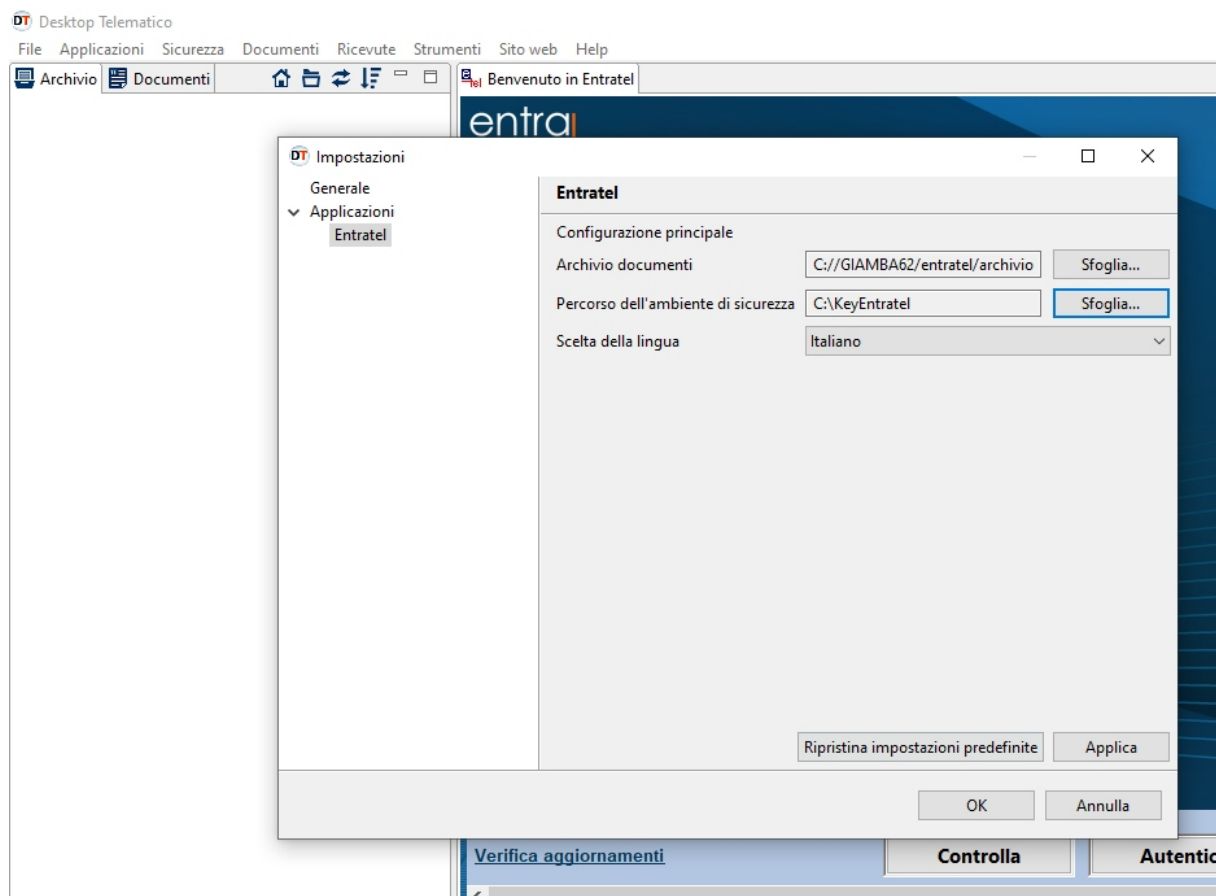 Desktop Telematico
File Applicazioni Sicurezza Documenti Ricevute Strumenti Sito web Help
Archivio Documenti Benvenuto in Entratel
entra
Impostazioni
Generale
Applicazioni
Entratel
Entratel
Configurazione principale
Archivio documenti C://GIAMBA62/entratel/archivio Sfoglia...
Percorso dell'ambiente di sicurezza C:\KeyEntratel Sfoglia...
Scelta della lingua Italiano
Ripristina impostazioni predefinite Applica
OK Annulla
Verifica aggiornamenti Controlla Autentic